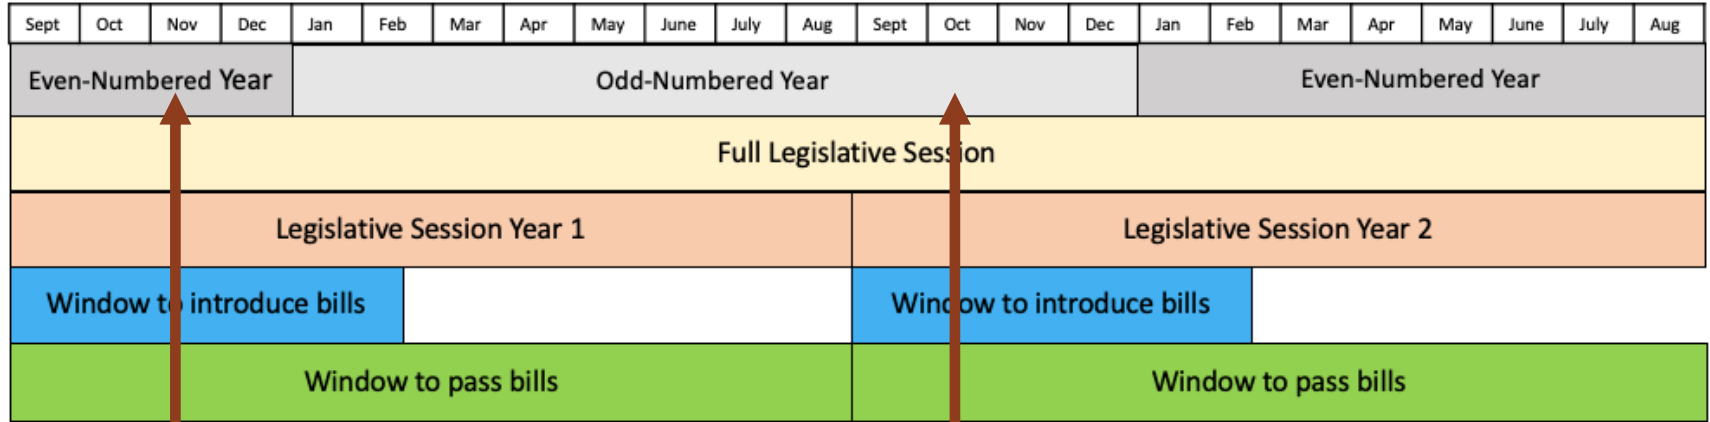 Sept Oct Nov Dec Jan Feb Mar Apr May June July Aug Sept Oct Nov Dec Jan Feb Mar Apr May June July Aug
Even-Numbered Year Odd-Numbered Year Even-Numbered Year
Full Legislative Session
Legislative Session Year 1 Legislative Session Year 2
Window to introduce bills Window to introduce bills
Window to pass bills Window to pass bills